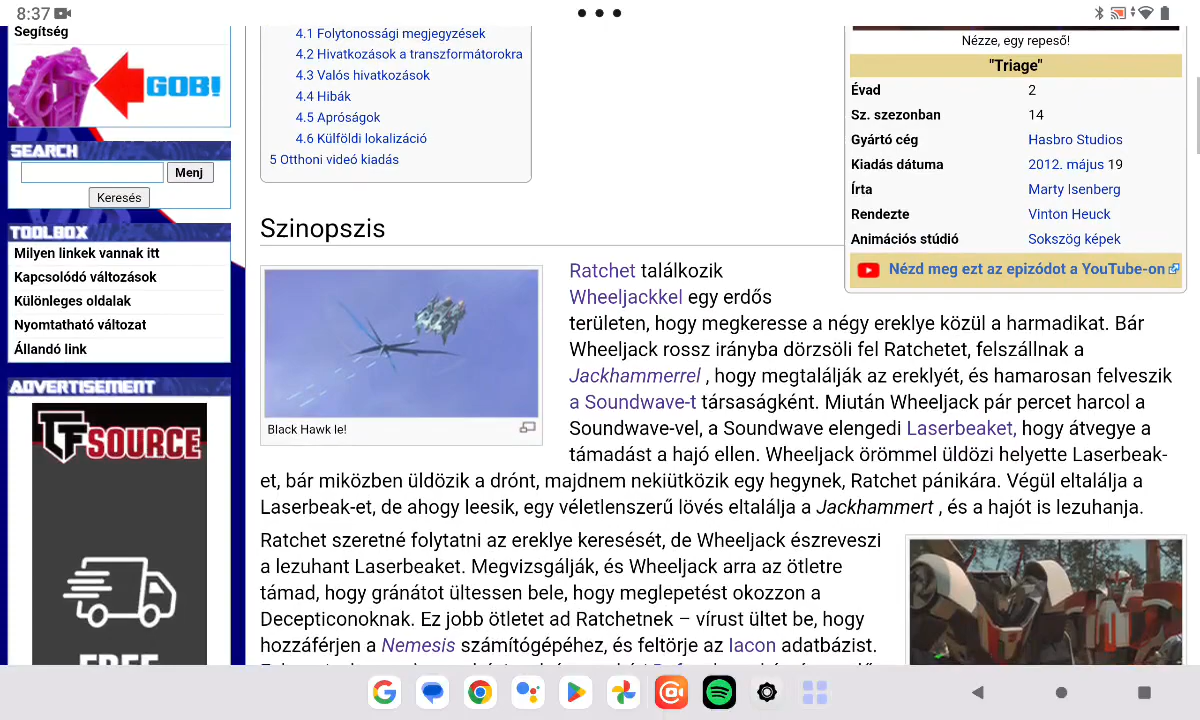 8:37
Segítség
GOB!
SEARCH
Menj
Keresés
TOOLBOX
Milyen linkek vannak itt
Kapcsolódó változások
Különleges oldalak
Nyomtatható változat
Állandó link
ADVERTISEMENT
TFSOURCE
FREE
4.1 Folytonossági megjegyzések
4.2 Hivatkozások a transzformátorokra
4.3 Valós hivatkozások
4.4 Hibák
4.5 Apróságok
4.6 Külföldi lokalizáció
5 Otthoni videó kiadás
Nézze, egy repeső!
"Triage"
Évad 2
Sz. szezonban 14
Gyártó cég Hasbro Studios
Kiadás dátuma 2012. május 19
Írta Marty Isenberg
Rendezte Vinton Heuck
Animációs stúdió Sokszög képek
Nézd meg ezt az epizódot a YouTube-on
Szinopszis
Black Hawk le!
Ratchet találkozik
Wheeljackkel egy erdős
területen, hogy megkeresse a négy ereklye közül a harmadikat. Bár
Wheeljack rossz irányba dörzsöli fel Ratchetet, felszállnak a
Jackhammerrel , hogy megtalálják az ereklyét, és hamarosan felveszik
a Soundwave-t társaságként. Miután Wheeljack pár percet harcol a
Soundwave-vel, a Soundwave elengedi Laserbeaket, hogy átvegye a
támadást a hajó ellen. Wheeljack örömmel üldözi helyette Laserbeak-
et, bár miközben üldözik a drónt, majdnem nekiütközik egy hegynek, Ratchet pánikára. Végül eltalálja a
Laserbeak-et, de ahogy leesik, egy véletlenszerű lövés eltalálja a Jackhammert , és a hajót is lezuhanja.
Ratchet szeretné folytatni az ereklye keresését, de Wheeljack észreveszi
a lezuhant Laserbeaket. Megvizsgálják, és Wheeljack arra az ötletre
támad, hogy gránátot ültessen bele, hogy meglepetést okozzon a
Decepticonoknak. Ez jobb ötletet ad Ratchetnek – vírust ültet be, hogy
hozzáférjen a Nemesis számítógépéhez, és feltörje az Iacon adatbázist.